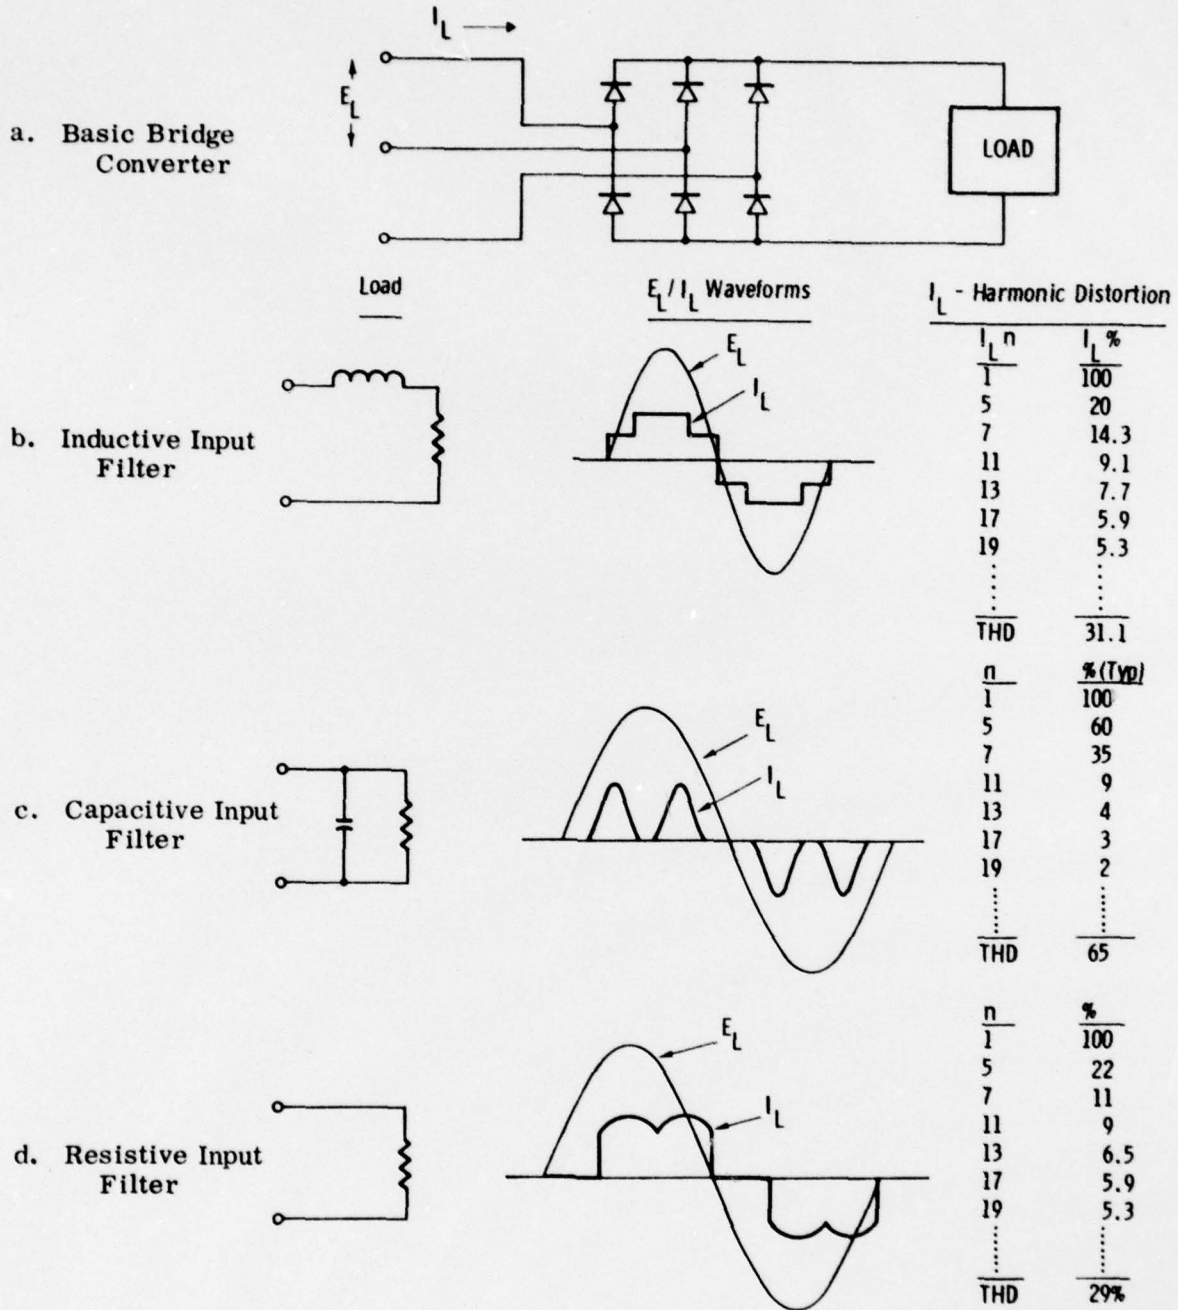 I_L
E_L
a. Basic Bridge
Converter
LOAD
Load
E_L / I_L Waveforms
I_L - Harmonic Distortion
b. Inductive Input
Filter
E_L
I_L
I_L n I_L %
1 100
5 20
7 14.3
11 9.1
13 7.7
17 5.9
19 5.3
THD 31.1
c. Capacitive Input
Filter
E_L
I_L
n % (Typ)
1 100
5 60
7 35
11 9
13 4
17 3
19 2
THD 65
d. Resistive Input
Filter
E_L
I_L
n %
1 100
5 22
7 11
11 9
13 6.5
17 5.9
19 5.3
THD 29%